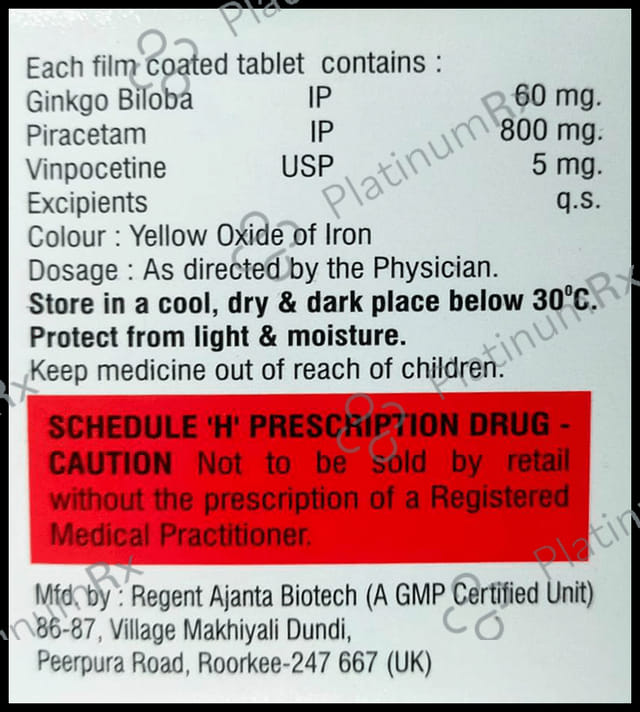 Each film coated tablet contains :
Ginkgo Biloba IP 60 mg.
Piracetam IP 800 mg.
Vinpocetine USP 5 mg.
Excipients q.s.
Colour : Yellow Oxide of Iron
Dosage : As directed by the Physician.
Store in a cool, dry & dark place below 30°C.
Protect from light & moisture.
Keep medicine out of reach of children.
SCHEDULE 'H' PRESCRIPTION DRUG -
CAUTION Not to be sold by retail
without the prescription of a Registered
Medical Practitioner.
Mfd. by : Regent Ajanta Biotech (A GMP Certified Unit)
86-87, Village Makhiyali Dundi,
Peerpura Road, Roorkee-247 667 (UK)
PlatinumRx
PlatinumRx